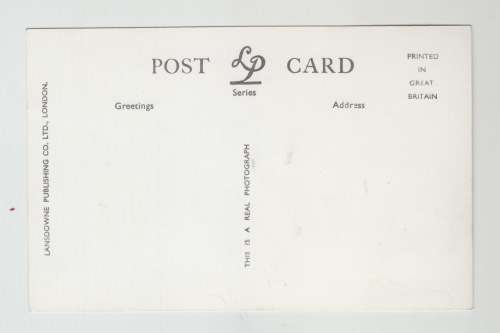 POST LP CARD
Series
PRINTED
IN
GREAT
BRITAIN
Greetings
Address
LANSDOWNE PUBLISHING CO. LTD., LONDON.
THIS IS A REAL PHOTOGRAPH